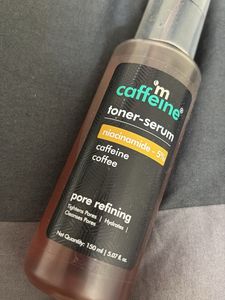 i'm
caffeine®
toner-serum
niacinamide - 5%
caffeine
coffee
pore refining
Tightens Pores | Hydrates |
Cleanses Pores
Net Quantity: 150 ml | 5.07 fl. oz.